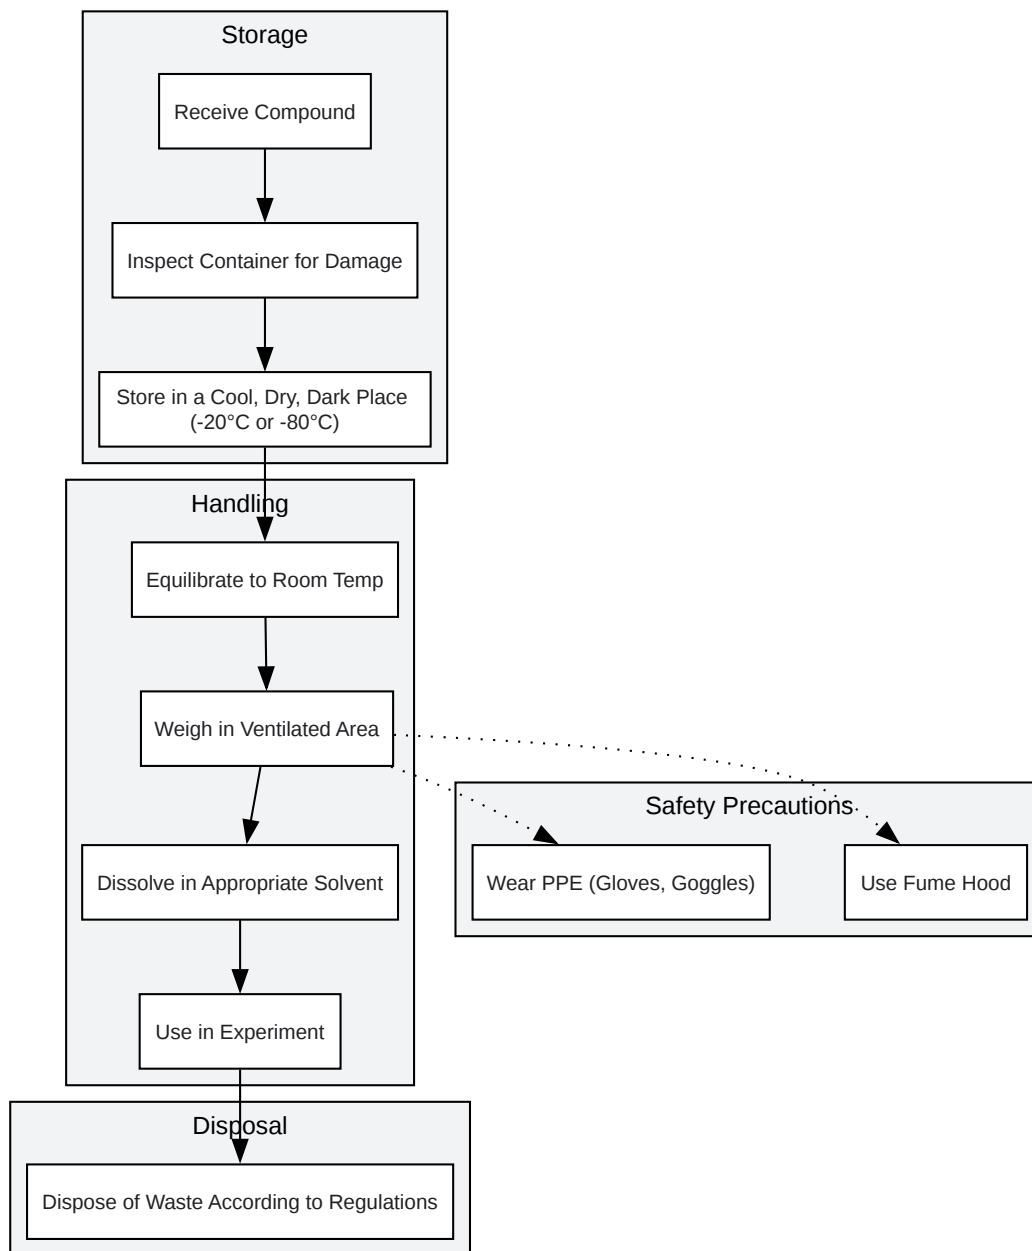 Storage
Receive Compound
Inspect Container for Damage
Store in a Cool, Dry, Dark Place
(-20°C or -80°C)
Handling
Equilibrate to Room Temp
Weigh in Ventilated Area
Safety Precautions
Dissolve in Appropriate Solvent
Wear PPE (Gloves, Goggles)
Use Fume Hood
Use in Experiment
Disposal
Dispose of Waste According to Regulations